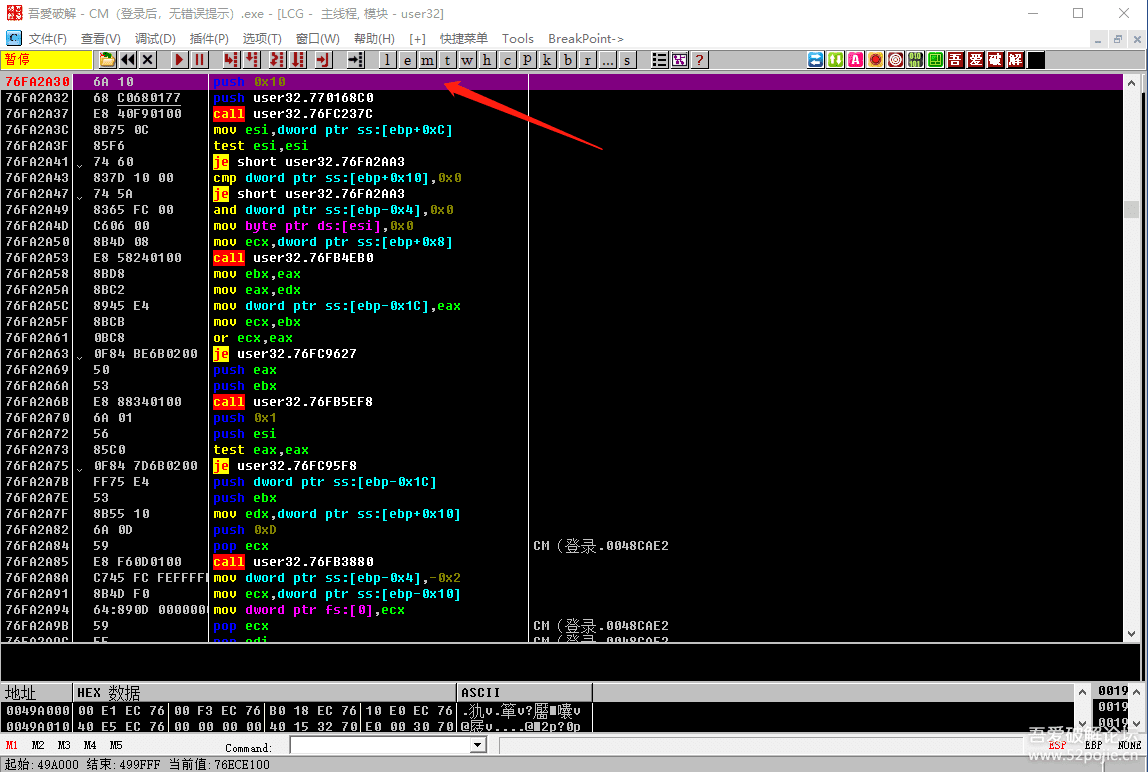 吾爱破解 - CM（登录后，无错误提示）.exe - [LCG - 主线程, 模块 - user32]
文件(F) 查看(V) 调试(D) 插件(P) 选项(T) 窗口(W) 帮助(H) [+] 快捷菜单 Tools BreakPoint->
暂停 l e m t w h c p k b r ... s ? 吾 爱 破 解
76FA2A30 6A 10 push 0x10
76FA2A32 68 C0680177 push user32.770168C0
76FA2A37 E8 40F90100 call user32.76FC237C
76FA2A3C 8B75 0C mov esi,dword ptr ss:[ebp+0xC]
76FA2A3F 85F6 test esi,esi
76FA2A41 74 60 je short user32.76FA2AA3
76FA2A43 837D 10 00 cmp dword ptr ss:[ebp+0x10],0x0
76FA2A47 74 5A je short user32.76FA2AA3
76FA2A49 8365 FC 00 and dword ptr ss:[ebp-0x4],0x0
76FA2A4D C606 00 mov byte ptr ds:[esi],0x0
76FA2A50 8B4D 08 mov ecx,dword ptr ss:[ebp+0x8]
76FA2A53 E8 58240100 call user32.76FB4EB0
76FA2A58 8BD8 mov ebx,eax
76FA2A5A 8BC2 mov eax,edx
76FA2A5C 8945 E4 mov dword ptr ss:[ebp-0x1C],eax
76FA2A5F 8BCB mov ecx,ebx
76FA2A61 0BC8 or ecx,eax
76FA2A63 0F84 BE6B0200 je user32.76FC9627
76FA2A69 50 push eax
76FA2A6A 53 push ebx
76FA2A6B E8 88340100 call user32.76FB5EF8
76FA2A70 6A 01 push 0x1
76FA2A72 56 push esi
76FA2A73 85C0 test eax,eax
76FA2A75 0F84 7D6B0200 je user32.76FC95F8
76FA2A7B FF75 E4 push dword ptr ss:[ebp-0x1C]
76FA2A7E 53 push ebx
76FA2A7F 8B55 10 mov edx,dword ptr ss:[ebp+0x10]
76FA2A82 6A 0D push 0xD
76FA2A84 59 pop ecx CM（登录.0048CAE2
76FA2A85 E8 F60D0100 call user32.76FB3880
76FA2A8A C745 FC FEFFFF mov dword ptr ss:[ebp-0x4],-0x2
76FA2A91 8B4D F0 mov ecx,dword ptr ss:[ebp-0x10]
76FA2A94 64:890D 000000 mov dword ptr fs:[0],ecx
76FA2A9B 59 pop ecx CM（登录.0048CAE2
76FA2A9C 5F pop edi CM（登录.0048CAE2
地址 HEX 数据 ASCII 0019
0049A000 00 E1 EC 76 00 F3 EC 76 B0 18 EC 76 10 E0 EC 76 0019
0049A010 40 E5 EC 76 00 00 00 00 40 15 32 70 E0 00 30 70 0019
M1 M2 M3 M4 M5 Command: ESP EBP NONE
起始: 49A000 结束: 499FFF 当前值: 76ECE100
吾爱破解论坛
www.52pojie.cn